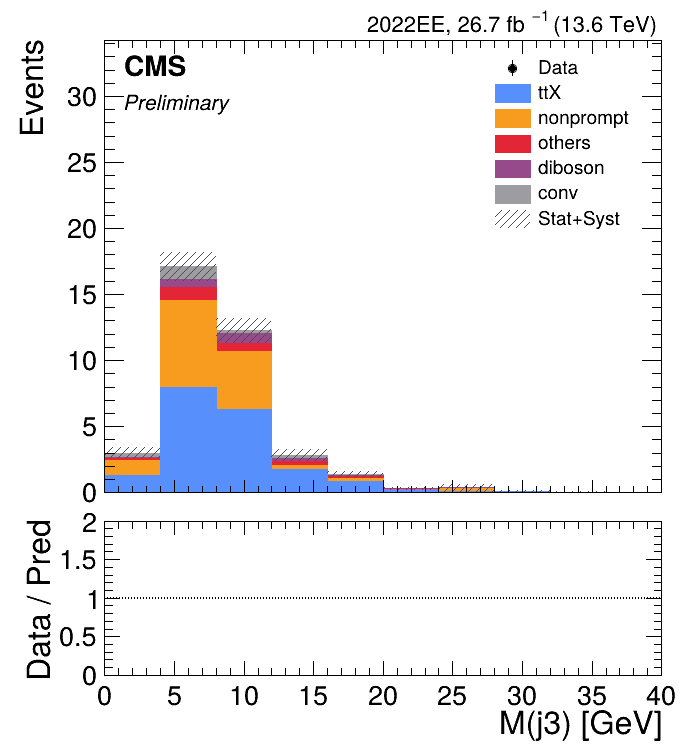 2022EE, 26.7 fb⁻¹ (13.6 TeV)
CMS
Preliminary
Data
ttX
nonprompt
others
diboson
conv
Stat+Syst
Events
30
25
20
15
10
5
0
Data / Pred
2
1.5
1
0.5
0
0 5 10 15 20 25 30 35 40
M(j3) [GeV]